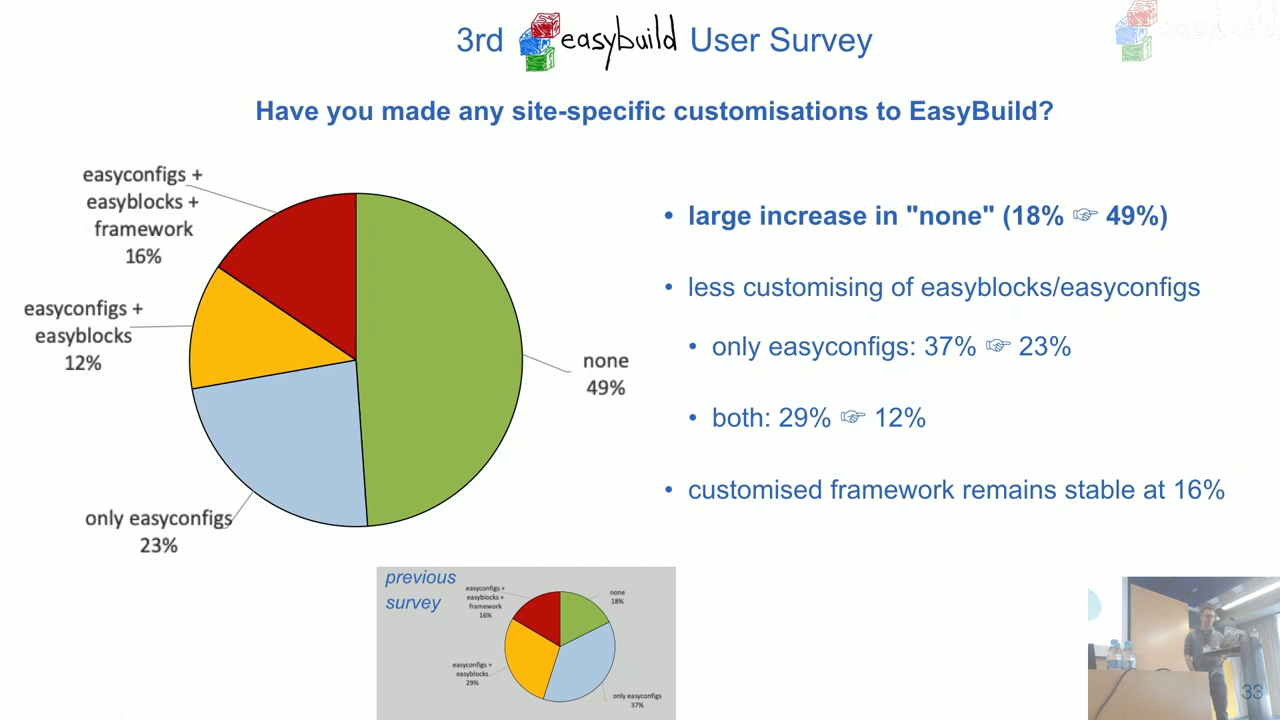 3rd easybuild User Survey
Have you made any site-specific customisations to EasyBuild?
easyconfigs +
easyblocks +
framework
16%
easyconfigs +
easyblocks
12%
only easyconfigs
23%
none
49%
• large increase in "none" (18% ☞ 49%)
• less customising of easyblocks/easyconfigs
• only easyconfigs: 37% ☞ 23%
• both: 29% ☞ 12%
• customised framework remains stable at 16%
previous
survey
easyconfigs +
easyblocks +
framework
16%
none
18%
easyconfigs +
easyblocks
29%
only easyconfigs
37%
33